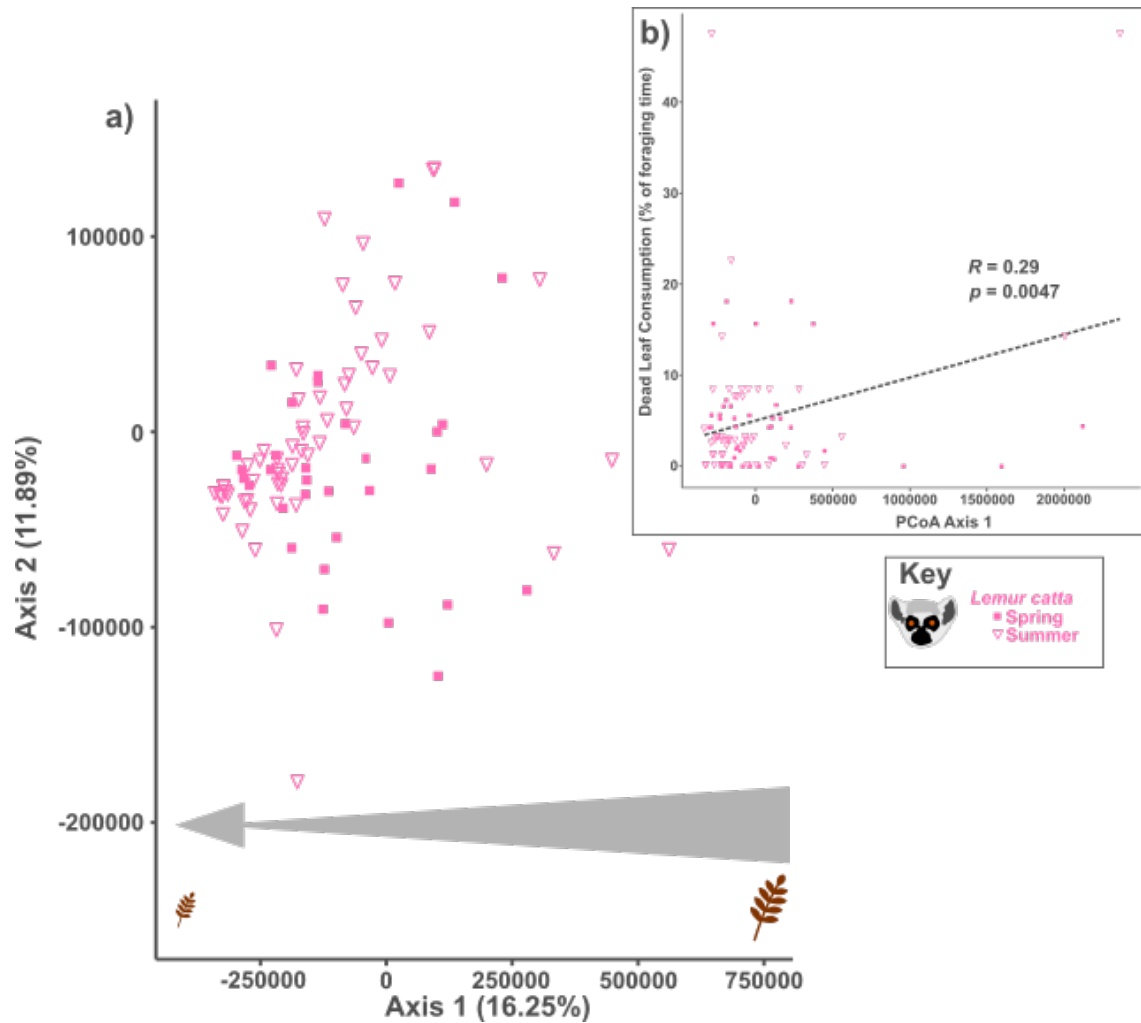 a)
Axis 2 (11.89%)
100000
0
-100000
-200000
-250000
0
250000
500000
750000
Axis 1 (16.25%)
b)
Dead Leaf Consumption (% of foraging time)
40
30
20
10
0
R = 0.29
p = 0.0047
0
500000
1000000
1500000
2000000
PCoA Axis 1
Key
Lemur catta
Spring
Summer